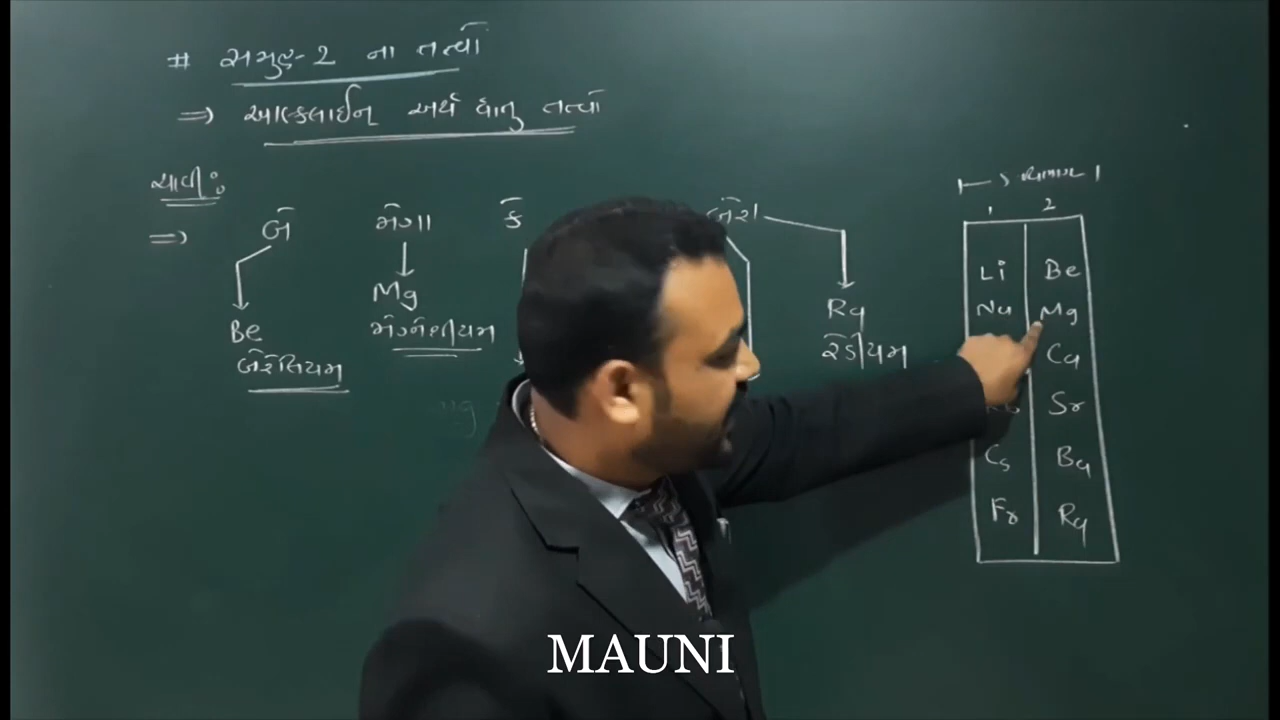 # સમુહ-2 ના તત્વો
⇒ આલ્કલાઈન અર્થ ધાતુ તત્વો
ચાવી:
⇒ બે મેગા કે
Be Mg Ra
બેરેલિયમ મેગ્નેશીયમ રેડીયમ
1 2
Li Be
Na Mg
Ca
Rb Sr
Cs Ba
Fr Ra
MAUNI